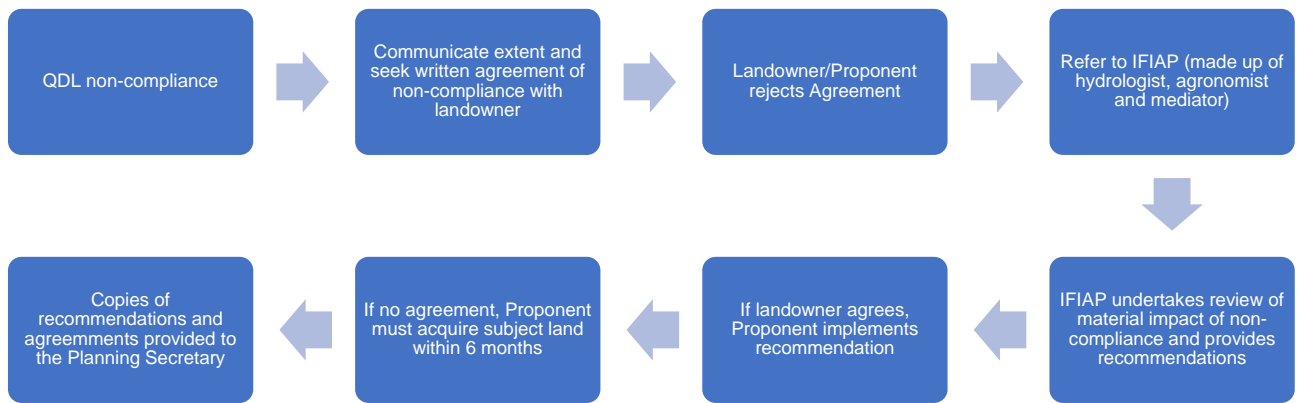 QDL non-compliance
Communicate extent and
seek written agreement of
non-compliance with
landowner
Landowner/Proponent
rejects Agreement
Refer to IFIAP (made up of
hydrologist, agronomist
and mediator)
IFIAP undertakes review of
material impact of non-
compliance and provides
recommendations
If landowner agrees,
Proponent implements
recommendation
If no agreement, Proponent
must acquire subject land
within 6 months
Copies of
recommendations and
agreemments provided to
the Planning Secretary